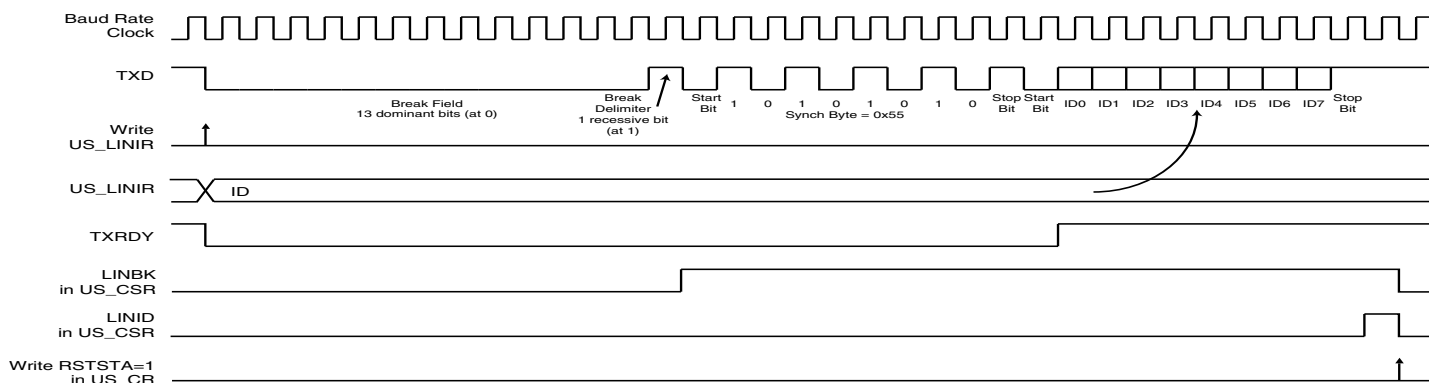 Baud Rate
Clock
TXD
Break Field
13 dominant bits (at 0)
Break
Delimiter
1 recessive bit
(at 1)
Start
Bit
1 0 1 0 1 0 1 0
Synch Byte = 0x55
Stop
Bit
Start
Bit
ID0 ID1 ID2 ID3 ID4 ID5 ID6 ID7
Stop
Bit
Write
US_LINIR
US_LINIR
ID
TXRDY
LINBK
in US_CSR
LINID
in US_CSR
Write RSTSTA=1
in US_CR